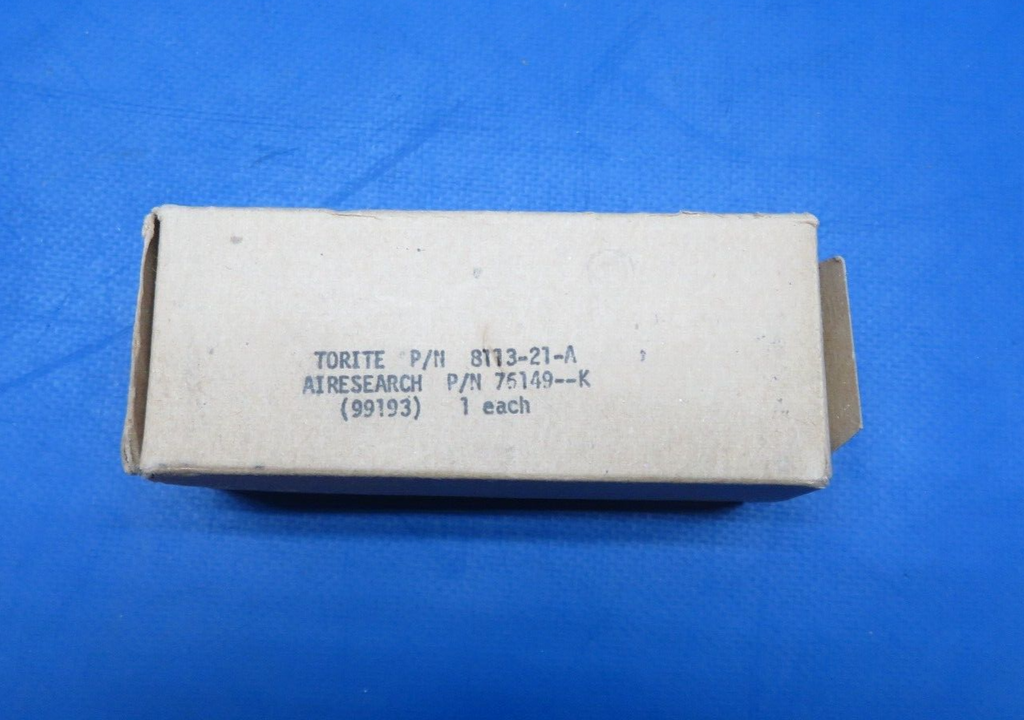 TORITE P/N 8113-21-A
AIRESEARCH P/N 76149--K
(99193) 1 each